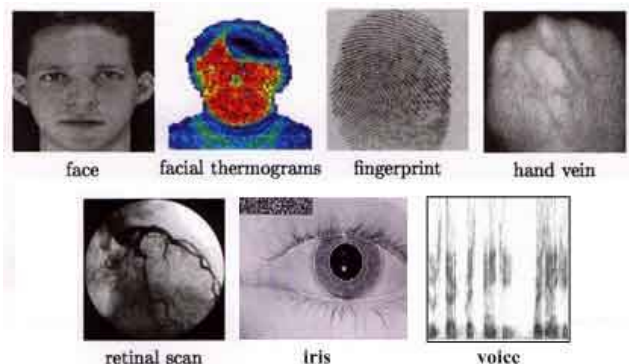 face facial thermograms fingerprint hand vein
retinal scan iris voice